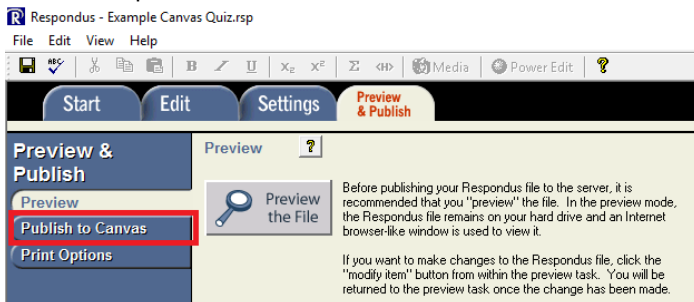 Respondus - Example Canvas Quiz.rsp
File Edit View Help
ABC B I U X₂ X² Σ <H> Media Power Edit ?
Start Edit Settings Preview & Publish
Preview & Publish
Preview
Publish to Canvas
Print Options
Preview ?
Preview the File
Before publishing your Respondus file to the server, it is
recommended that you "preview" the file. In the preview mode,
the Respondus file remains on your hard drive and an Internet
browser-like window is used to view it.
If you want to make changes to the Respondus file, click the
"modify item" button from within the preview task. You will be
returned to the preview task once the change has been made.